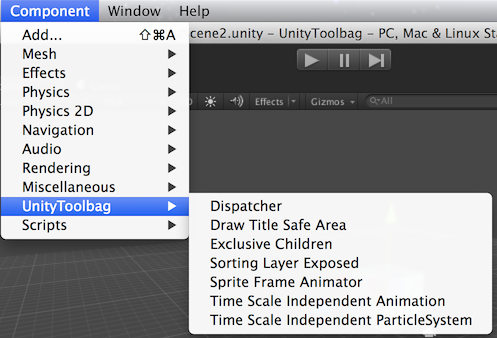 Component Window Help
cene2.unity – UnityToolbag – PC, Mac & Linux Sta
Add... ⇧⌘A
Mesh
Effects
Physics
Physics 2D
Navigation
Audio
Rendering
Miscellaneous
UnityToolbag
Scripts
Effects
Gizmos
All
Dispatcher
Draw Title Safe Area
Exclusive Children
Sorting Layer Exposed
Sprite Frame Animator
Time Scale Independent Animation
Time Scale Independent ParticleSystem